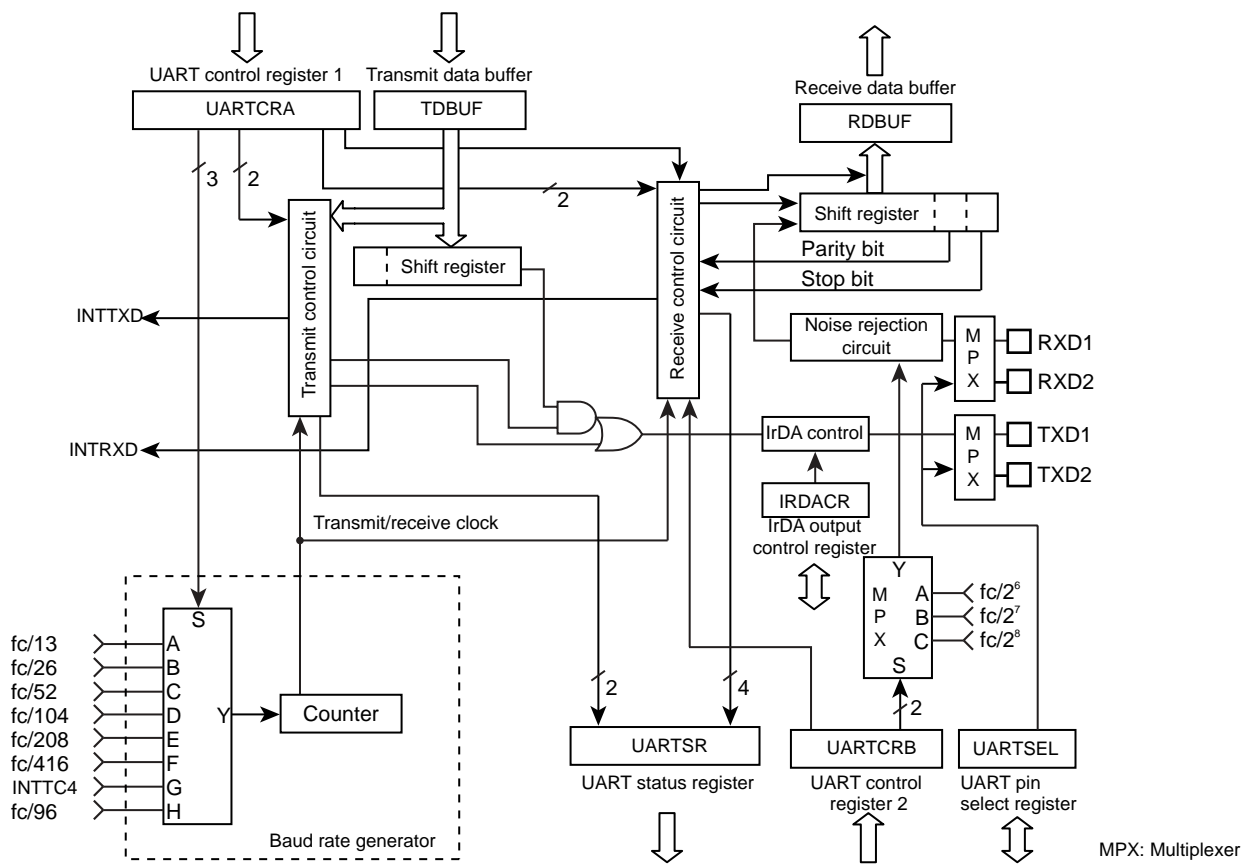 UART control register 1
Transmit data buffer
Receive data buffer
UARTCRA
TDBUF
RDBUF
3
2
2
Transmit control circuit
Receive control circuit
Shift register
Shift register
Parity bit
Stop bit
INTTXD
Noise rejection
circuit
M
P
X
RXD1
RXD2
INTRXD
IrDA control
M
P
X
TXD1
TXD2
IRDACR
IrDA output
control register
Transmit/receive clock
Y
M
P
X
A
B
C
S
fc/2⁶
fc/2⁷
fc/2⁸
2
S
fc/13
A
fc/26
B
fc/52
C
fc/104
D
Y
Counter
fc/208
E
fc/416
F
INTTC4
G
fc/96
H
Baud rate generator
2
4
UARTSR
UART status register
UARTCRB
UART control
register 2
UARTSEL
UART pin
select register
MPX: Multiplexer